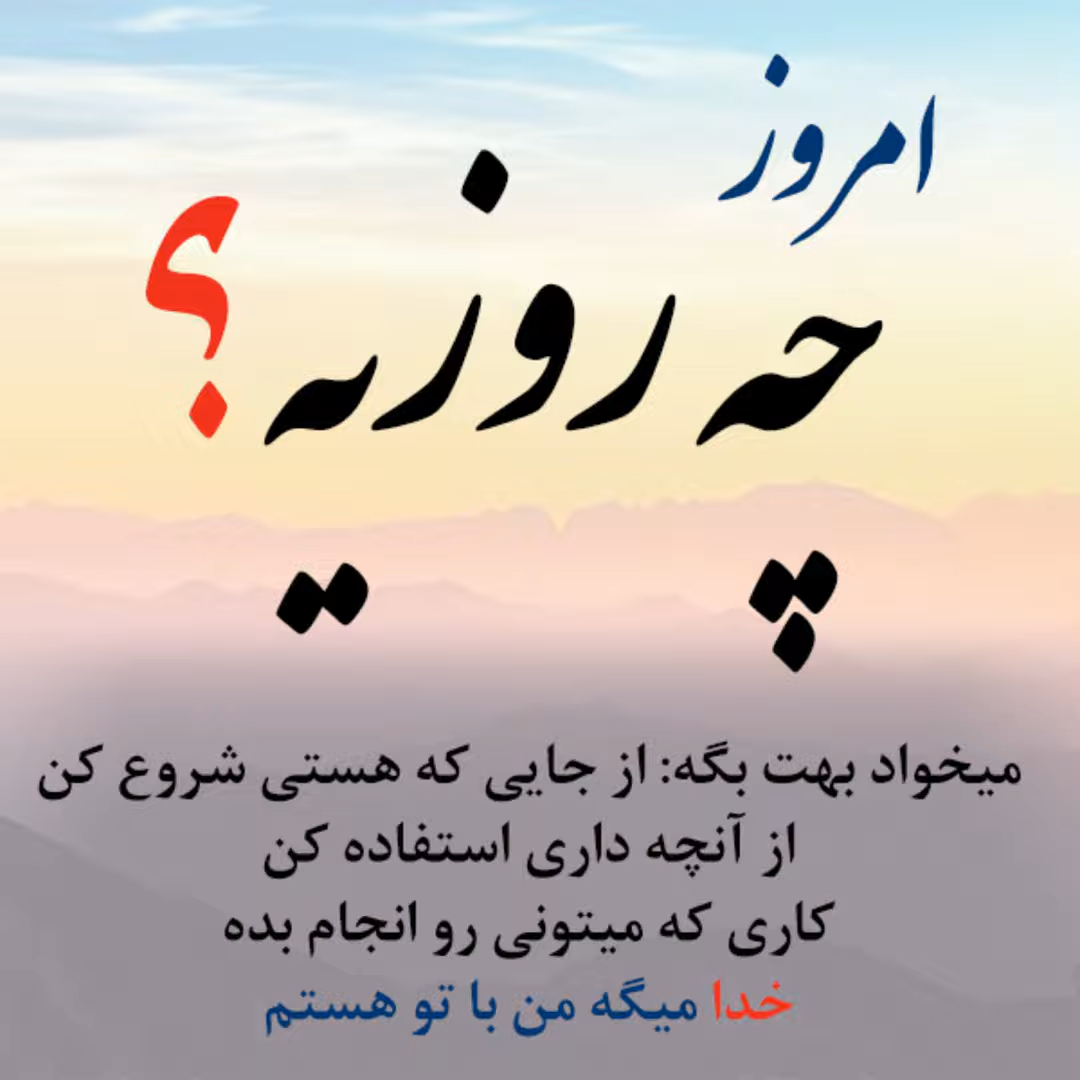 امروز
چه روزیه؟
میخواد بهت بگه: از جایی که هستی شروع کن
از آنچه داری استفاده کن
کاری که میتونی رو انجام بده
خدا میگه من با تو هستم